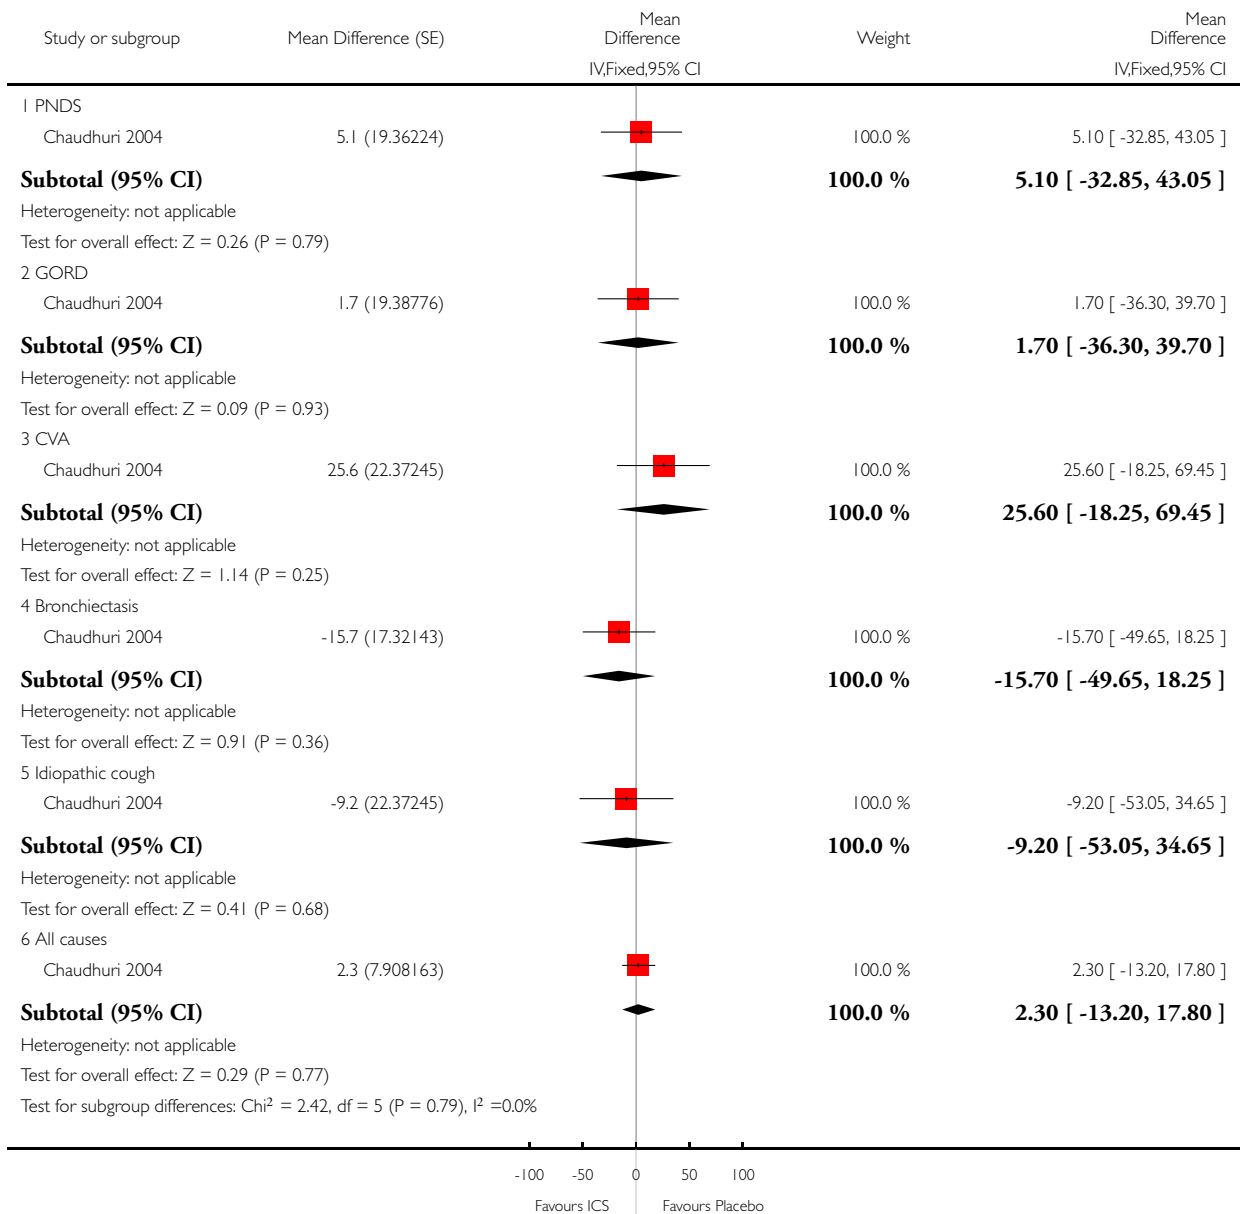 Study or subgroup Mean Difference (SE) Mean Difference Weight Mean Difference
IV,Fixed,95% CI IV,Fixed,95% CI
1 PNDS
Chaudhuri 2004 5.1 (19.36224) 100.0 % 5.10 [ -32.85, 43.05 ]
Subtotal (95% CI) 100.0 % 5.10 [ -32.85, 43.05 ]
Heterogeneity: not applicable
Test for overall effect: Z = 0.26 (P = 0.79)
2 GORD
Chaudhuri 2004 1.7 (19.38776) 100.0 % 1.70 [ -36.30, 39.70 ]
Subtotal (95% CI) 100.0 % 1.70 [ -36.30, 39.70 ]
Heterogeneity: not applicable
Test for overall effect: Z = 0.09 (P = 0.93)
3 CVA
Chaudhuri 2004 25.6 (22.37245) 100.0 % 25.60 [ -18.25, 69.45 ]
Subtotal (95% CI) 100.0 % 25.60 [ -18.25, 69.45 ]
Heterogeneity: not applicable
Test for overall effect: Z = 1.14 (P = 0.25)
4 Bronchiectasis
Chaudhuri 2004 -15.7 (17.32143) 100.0 % -15.70 [ -49.65, 18.25 ]
Subtotal (95% CI) 100.0 % -15.70 [ -49.65, 18.25 ]
Heterogeneity: not applicable
Test for overall effect: Z = 0.91 (P = 0.36)
5 Idiopathic cough
Chaudhuri 2004 -9.2 (22.37245) 100.0 % -9.20 [ -53.05, 34.65 ]
Subtotal (95% CI) 100.0 % -9.20 [ -53.05, 34.65 ]
Heterogeneity: not applicable
Test for overall effect: Z = 0.41 (P = 0.68)
6 All causes
Chaudhuri 2004 2.3 (7.908163) 100.0 % 2.30 [ -13.20, 17.80 ]
Subtotal (95% CI) 100.0 % 2.30 [ -13.20, 17.80 ]
Heterogeneity: not applicable
Test for overall effect: Z = 0.29 (P = 0.77)
Test for subgroup differences: Chi² = 2.42, df = 5 (P = 0.79), I² =0.0%
-100 -50 0 50 100
Favours ICS Favours Placebo